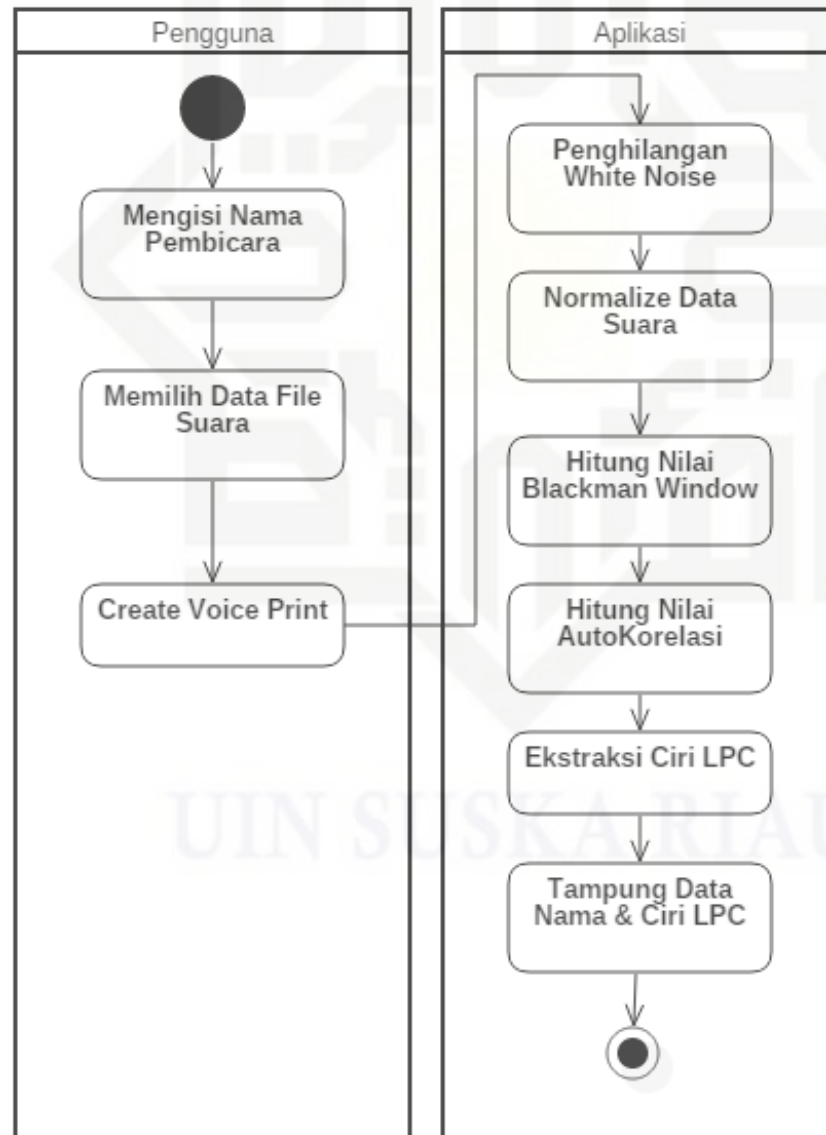 Pengguna
Mengisi Nama
Pembicara
Memilih Data File
Suara
Create Voice Print
Aplikasi
Penghilangan
White Noise
Normalize Data
Suara
Hitung Nilai
Blackman Window
Hitung Nilai
AutoKorelasi
Ekstraksi Ciri LPC
Tampung Data
Nama & Ciri LPC
UIN SUSKA RIAU